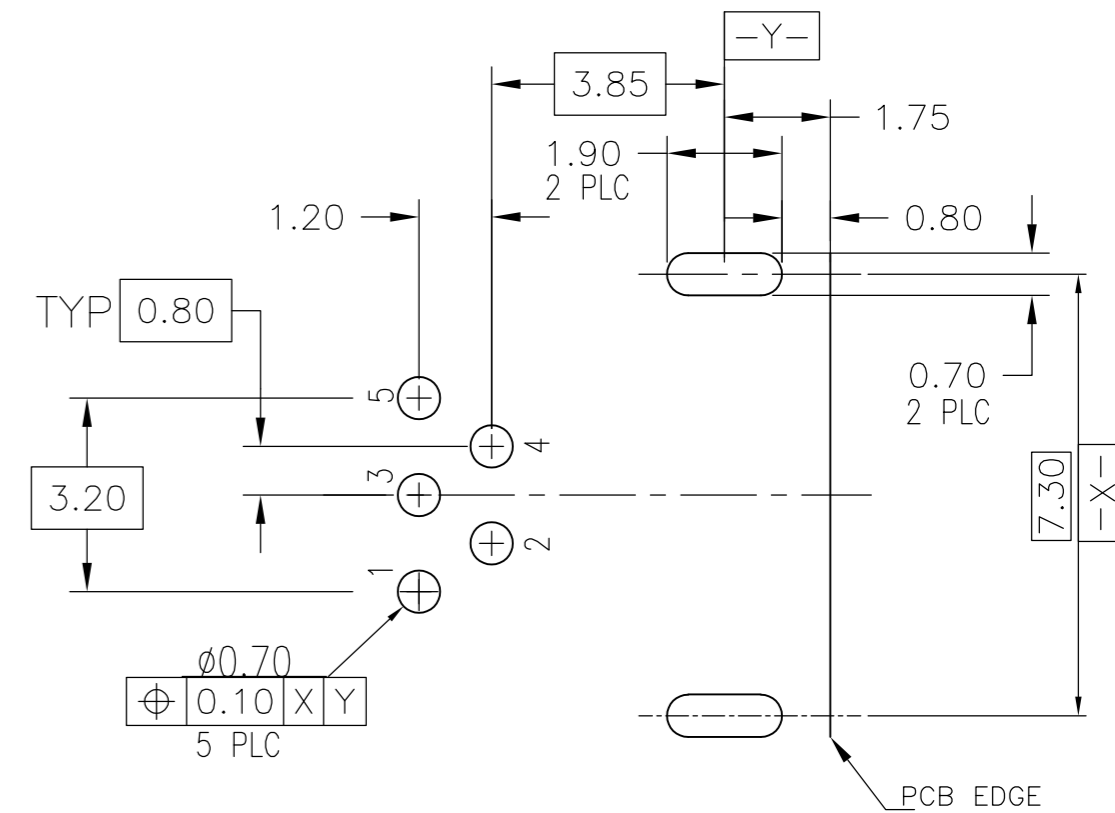 -Y-
3.85
1.75
1.90
2 PLC
1.20
0.80
TYP 0.80
0.70
2 PLC
5
4
3
3.20
7.30
-X-
2
1
ø0.70
⌖ 0.10 X Y
5 PLC
PCB EDGE